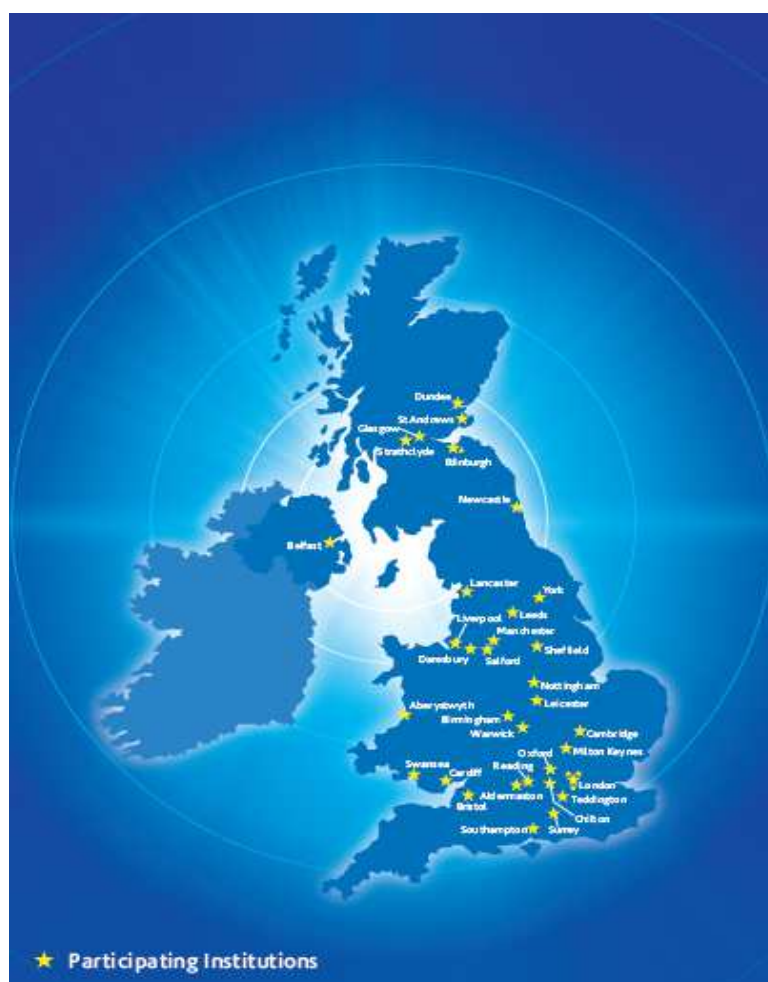 Dundee
St Andrews
Glasgow
Strathclyde
Edinburgh
Newcastle
Belfast
Lancaster
York
Leeds
Liverpool
Manchester
Daresbury
Salford
Sheffield
Nottingham
Leicester
Aberystwyth
Birmingham
Warwick
Cambridge
Milton Keynes
Oxford
Swansea
Reading
Cardiff
London
Aldermaston
Teddington
Bristol
Chilton
Southampton
Surrey
Participating Institutions